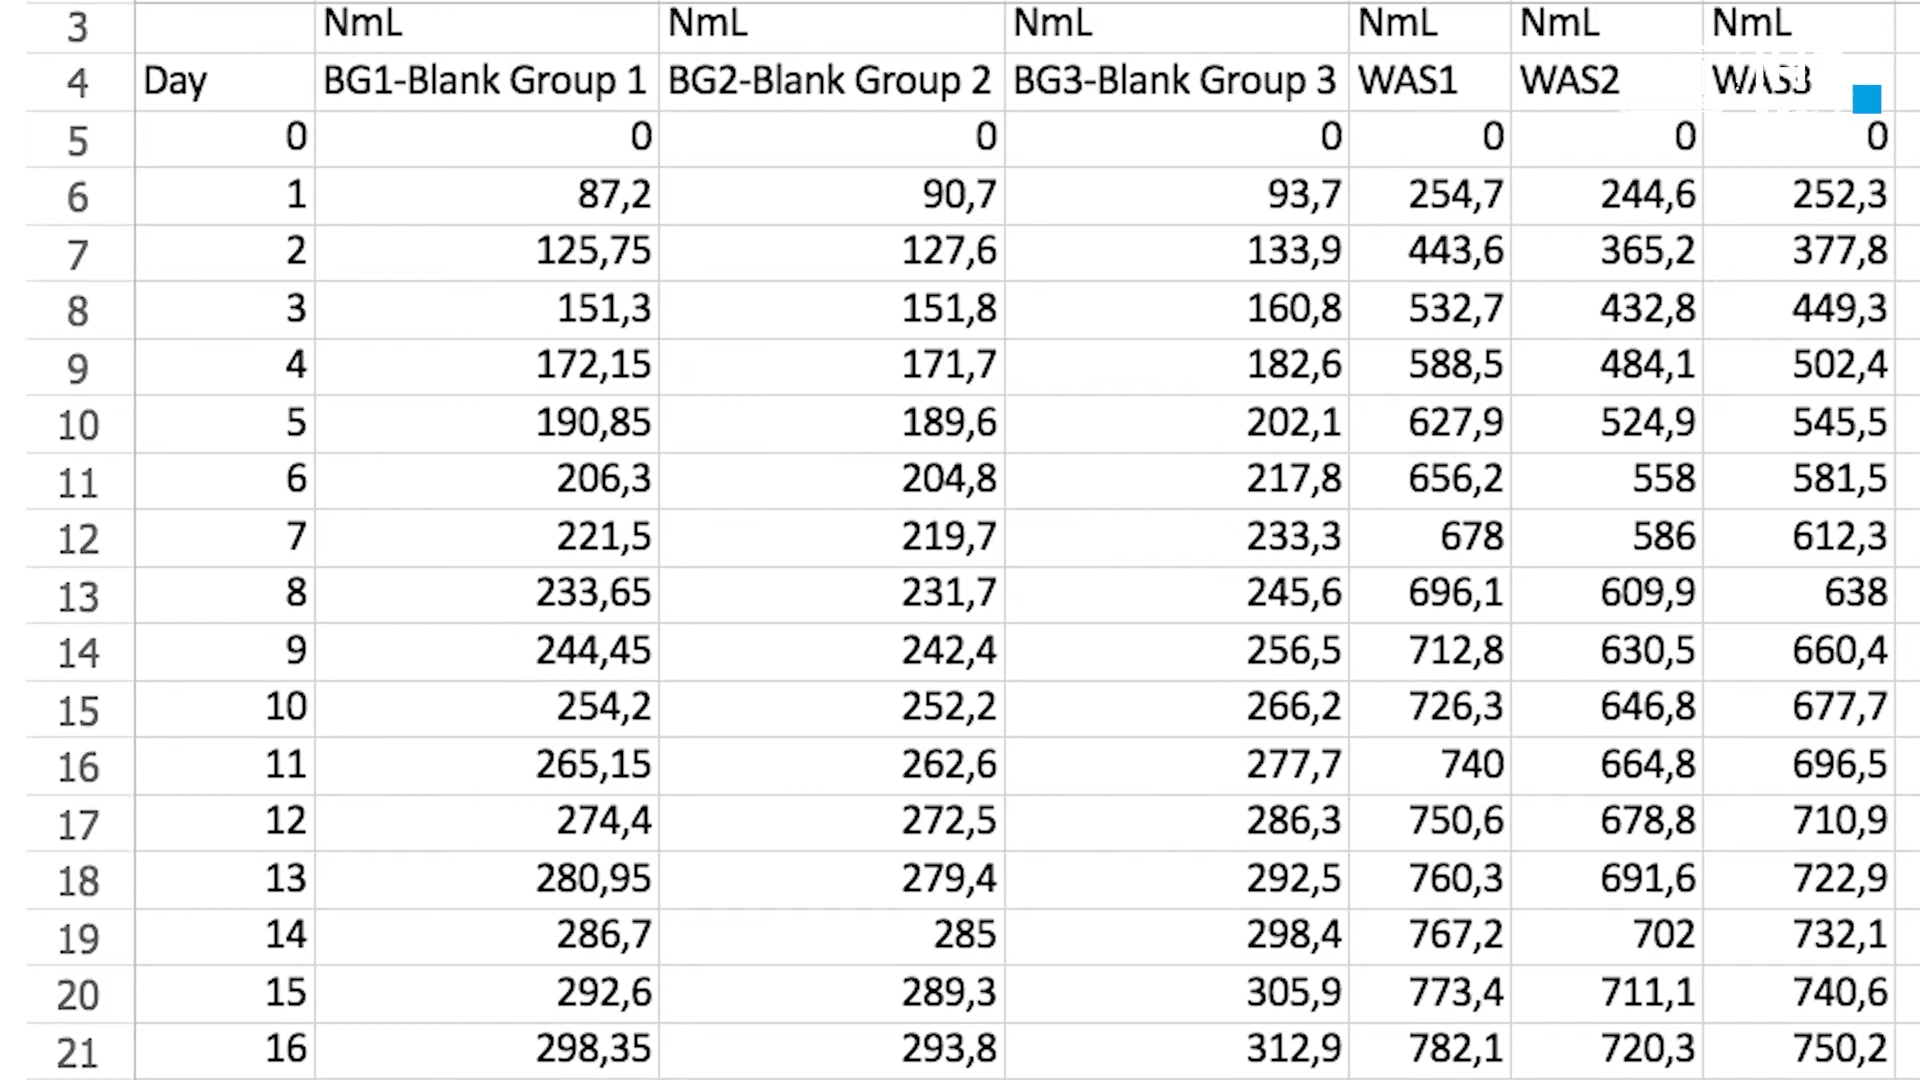 3 NmL NmL NmL NmL NmL NmL
4 Day BG1-Blank Group 1 BG2-Blank Group 2 BG3-Blank Group 3 WAS1 WAS2 WAS3
5 0 0 0 0 0 0 0
6 1 87,2 90,7 93,7 254,7 244,6 252,3
7 2 125,75 127,6 133,9 443,6 365,2 377,8
8 3 151,3 151,8 160,8 532,7 432,8 449,3
9 4 172,15 171,7 182,6 588,5 484,1 502,4
10 5 190,85 189,6 202,1 627,9 524,9 545,5
11 6 206,3 204,8 217,8 656,2 558 581,5
12 7 221,5 219,7 233,3 678 586 612,3
13 8 233,65 231,7 245,6 696,1 609,9 638
14 9 244,45 242,4 256,5 712,8 630,5 660,4
15 10 254,2 252,2 266,2 726,3 646,8 677,7
16 11 265,15 262,6 277,7 740 664,8 696,5
17 12 274,4 272,5 286,3 750,6 678,8 710,9
18 13 280,95 279,4 292,5 760,3 691,6 722,9
19 14 286,7 285 298,4 767,2 702 732,1
20 15 292,6 289,3 305,9 773,4 711,1 740,6
21 16 298,35 293,8 312,9 782,1 720,3 750,2